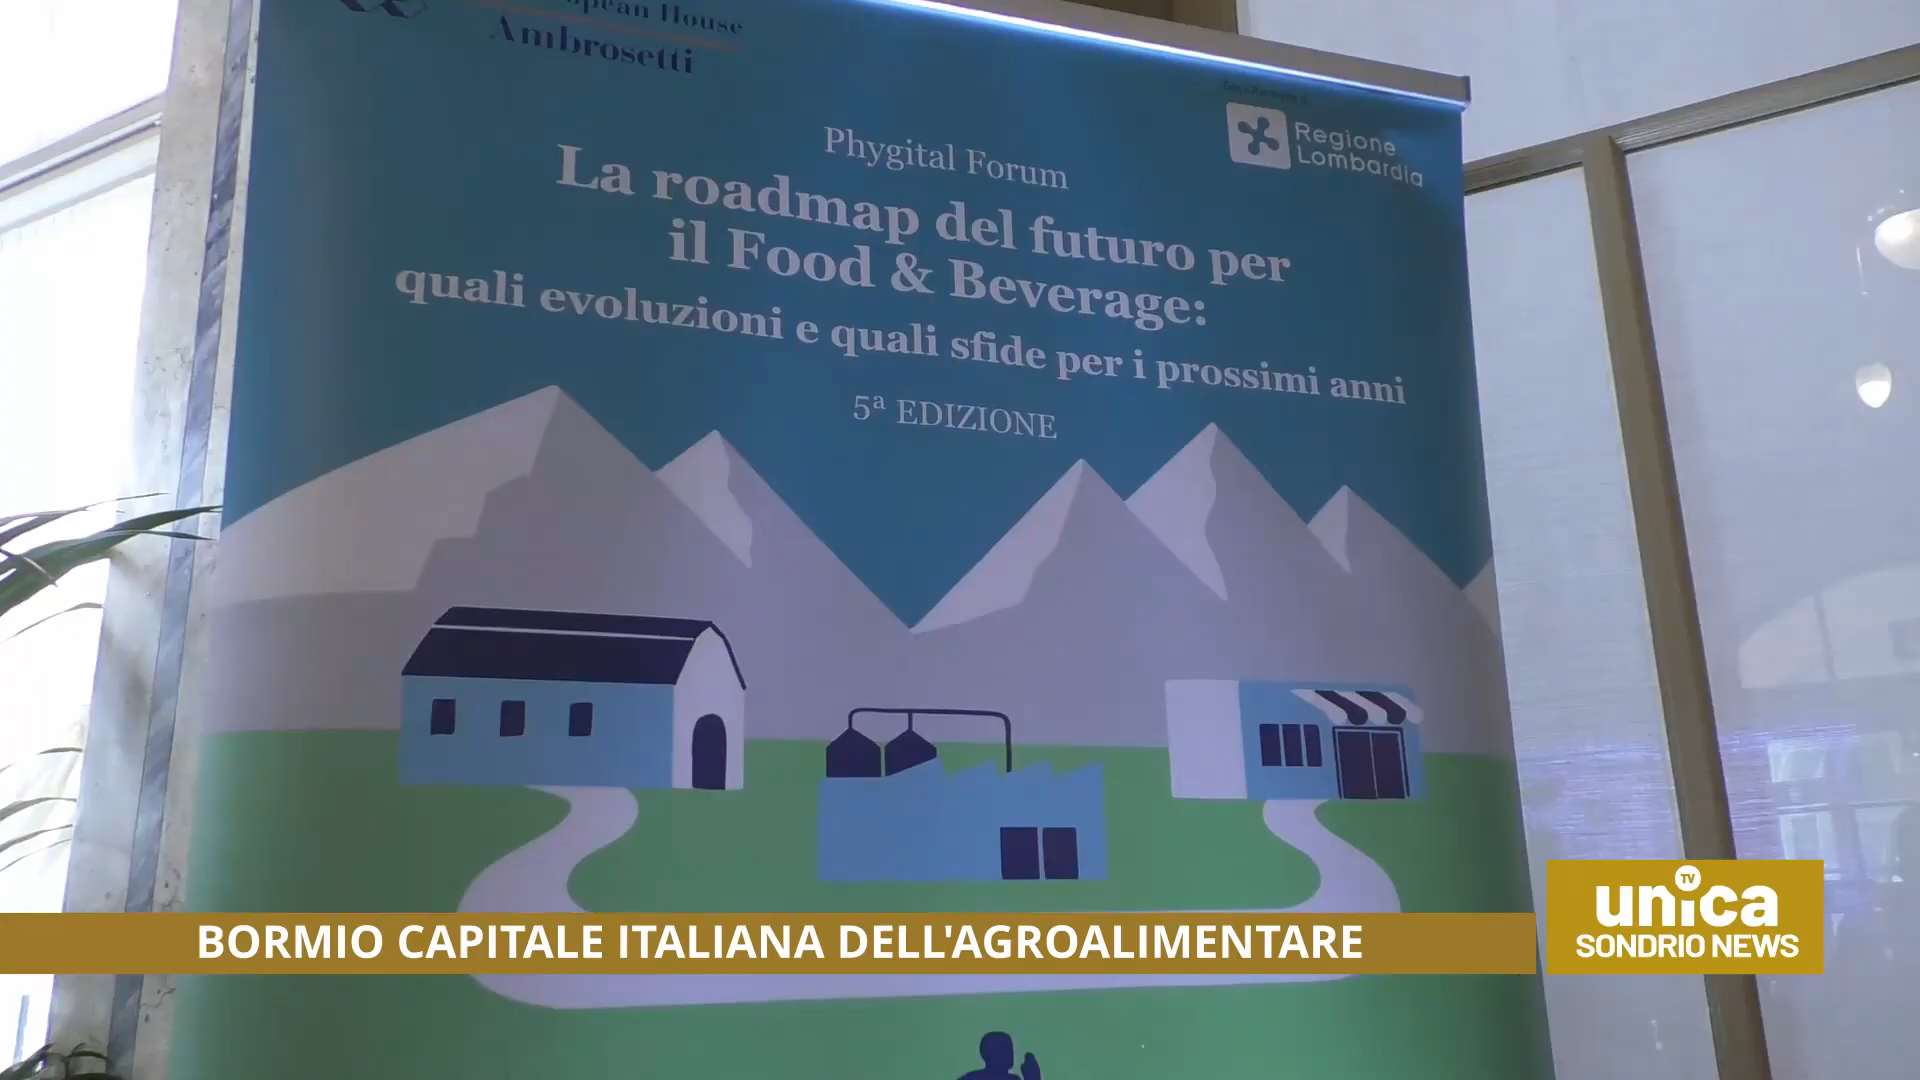 House
Ambrosetti
Regione
Lombardia
Phygital Forum
La roadmap del futuro per
il Food & Beverage:
quali evoluzioni e quali sfide per i prossimi anni
5ª EDIZIONE
BORMIO CAPITALE ITALIANA DELL'AGROALIMENTARE
unica
TV
SONDRIO NEWS